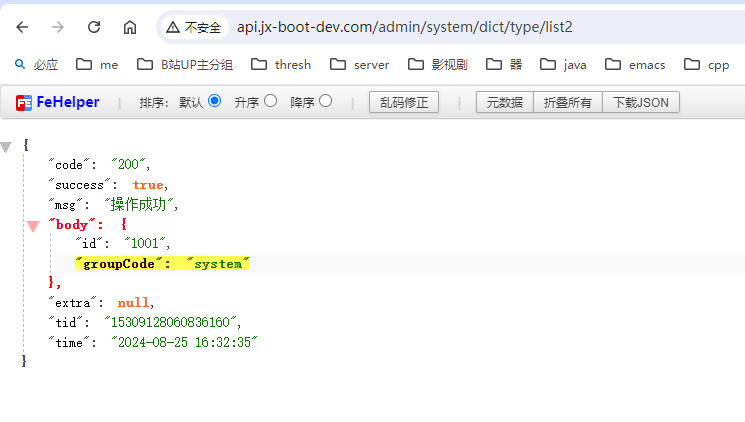 不安全 api.jx-boot-dev.com/admin/system/dict/type/list2
必应 me B站UP主分组 thresh server 影视剧 器 java emacs cpp
FE FeHelper | 排序: 默认 升序 降序 | 乱码修正 | 元数据 折叠所有 下载JSON
{
"code": "200",
"success": true,
"msg": "操作成功",
"body": {
"id": "1001",
"groupCode": "system"
},
"extra": null,
"tid": "15309128060836160",
"time": "2024-08-25 16:32:35"
}